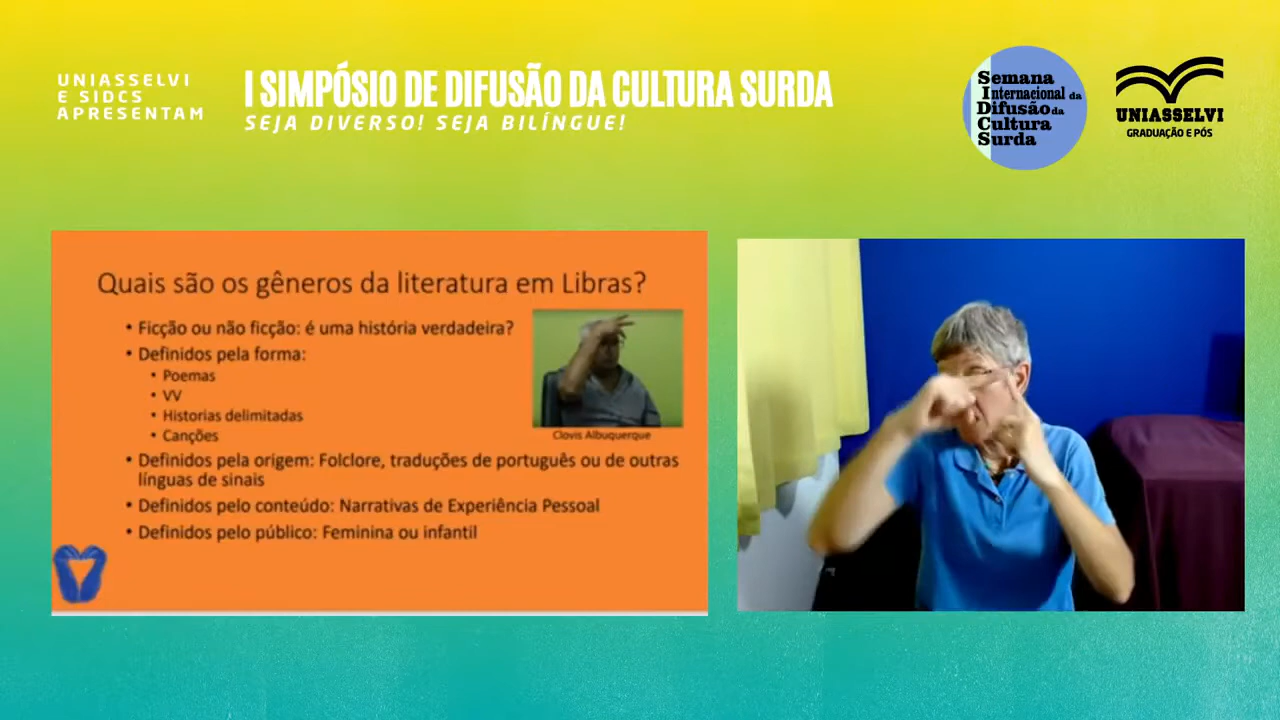 UNIASSELVI
E SIDCS
APRESENTAM
I SIMPÓSIO DE DIFUSÃO DA CULTURA SURDA
SEJA DIVERSO! SEJA BILÍNGUE!
Semana
Internacional da
Difusão da
Cultura
Surda
UNIASSELVI
GRADUAÇÃO E PÓS
Quais são os gêneros da literatura em Libras?
• Ficção ou não ficção: é uma história verdadeira?
• Definidos pela forma:
• Poemas
• VV
• Historias delimitadas
• Canções
Clovis Albuquerque
• Definidos pela origem: Folclore, traduções de português ou de outras
línguas de sinais
• Definidos pelo conteúdo: Narrativas de Experiência Pessoal
• Definidos pelo público: Feminina ou infantil